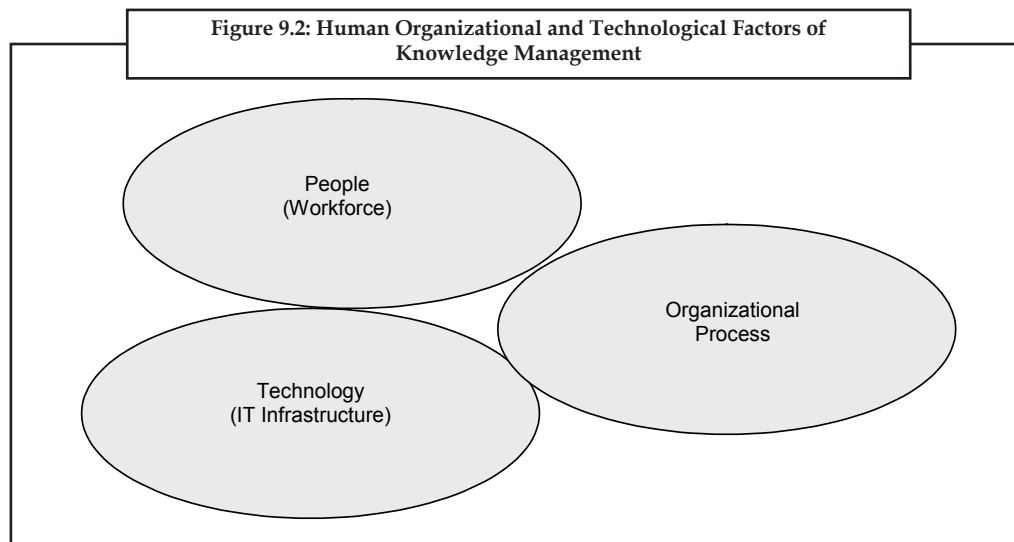 Figure 9.2: Human Organizational and Technological Factors of
Knowledge Management
People
(Workforce)
Organizational
Process
Technology
(IT Infrastructure)